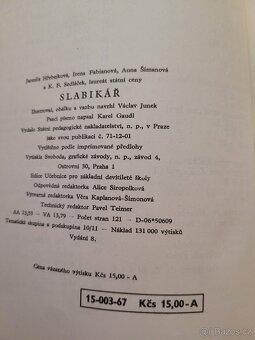 Jarmila Hřebejková, Irena Fabianová, Anna Šimanová
a K. B. Sedláček, laureát státní ceny
SLABIKÁŘ
Ilustroval, obálku a vazbu navrhl Václav Junek
Psací písmo napsal Karel Gaudl
Vydalo Státní pedagogické nakladatelství, n. p., v Praze
jako svou publikaci č. 71-12-01
Vytištěno podle imprimované předlohy
Vytiskla Svoboda, grafické závody, n. p., závod 4,
Ostrovní 30, Praha 1
Edice Učebnice pro základní devítileté školy
Odpovědná redaktorka Alice Siropolková
Výtvarná redaktorka Věra Kaplanová-Šimonová
Technický redaktor Pavel Teimer
AA 13,53 — VA 13,79 Počet stran 121 — D-06*50609
Tematická skupina a podskupina 10/11 — Náklad 131 000 výtisků
Vydání 8.
Cena vázaného výtisku Kčs 15,00-A
15-003-67 Kčs 15,00-A